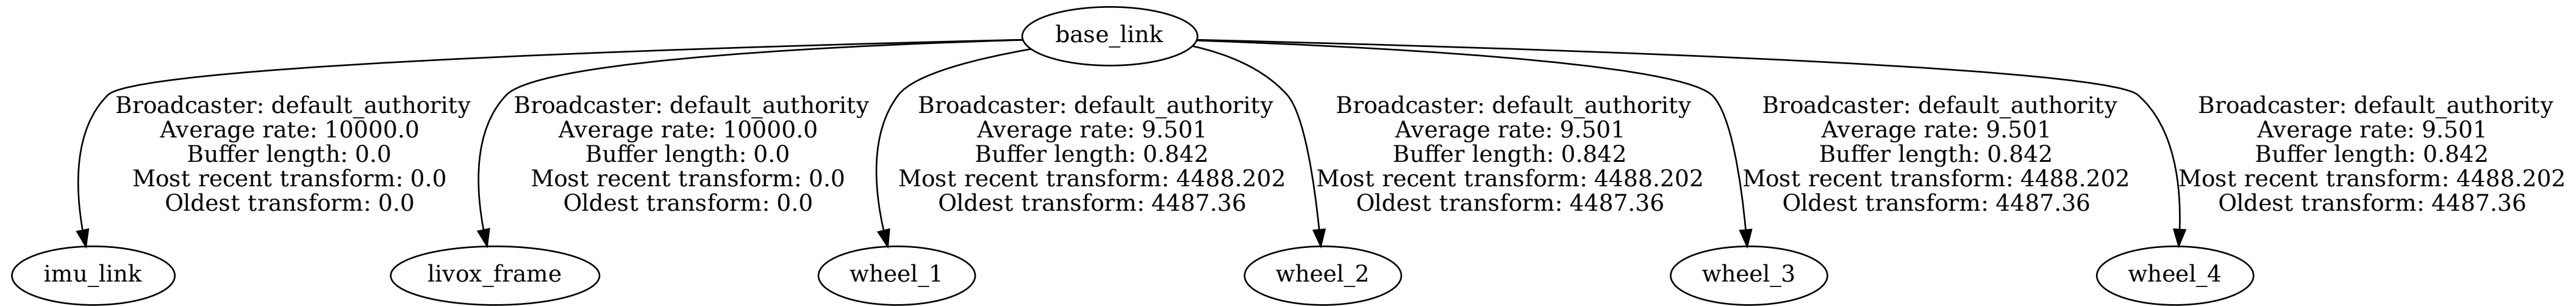 base_link
Broadcaster: default_authority
Average rate: 10000.0
Buffer length: 0.0
Most recent transform: 0.0
Oldest transform: 0.0
Broadcaster: default_authority
Average rate: 10000.0
Buffer length: 0.0
Most recent transform: 0.0
Oldest transform: 0.0
Broadcaster: default_authority
Average rate: 9.501
Buffer length: 0.842
Most recent transform: 4488.202
Oldest transform: 4487.36
Broadcaster: default_authority
Average rate: 9.501
Buffer length: 0.842
Most recent transform: 4488.202
Oldest transform: 4487.36
Broadcaster: default_authority
Average rate: 9.501
Buffer length: 0.842
Most recent transform: 4488.202
Oldest transform: 4487.36
Broadcaster: default_authority
Average rate: 9.501
Buffer length: 0.842
Most recent transform: 4488.202
Oldest transform: 4487.36
imu_link
livox_frame
wheel_1
wheel_2
wheel_3
wheel_4